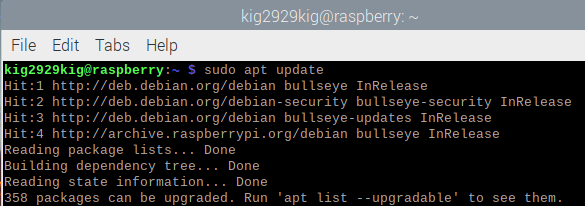 kig2929kig@raspberry: ~
File Edit Tabs Help
kig2929kig@raspberry:~ $ sudo apt update
Hit:1 http://deb.debian.org/debian bullseye InRelease
Hit:2 http://deb.debian.org/debian-security bullseye-security InRelease
Hit:3 http://deb.debian.org/debian bullseye-updates InRelease
Hit:4 http://archive.raspberrypi.org/debian bullseye InRelease
Reading package lists... Done
Building dependency tree... Done
Reading state information... Done
358 packages can be upgraded. Run 'apt list --upgradable' to see them.